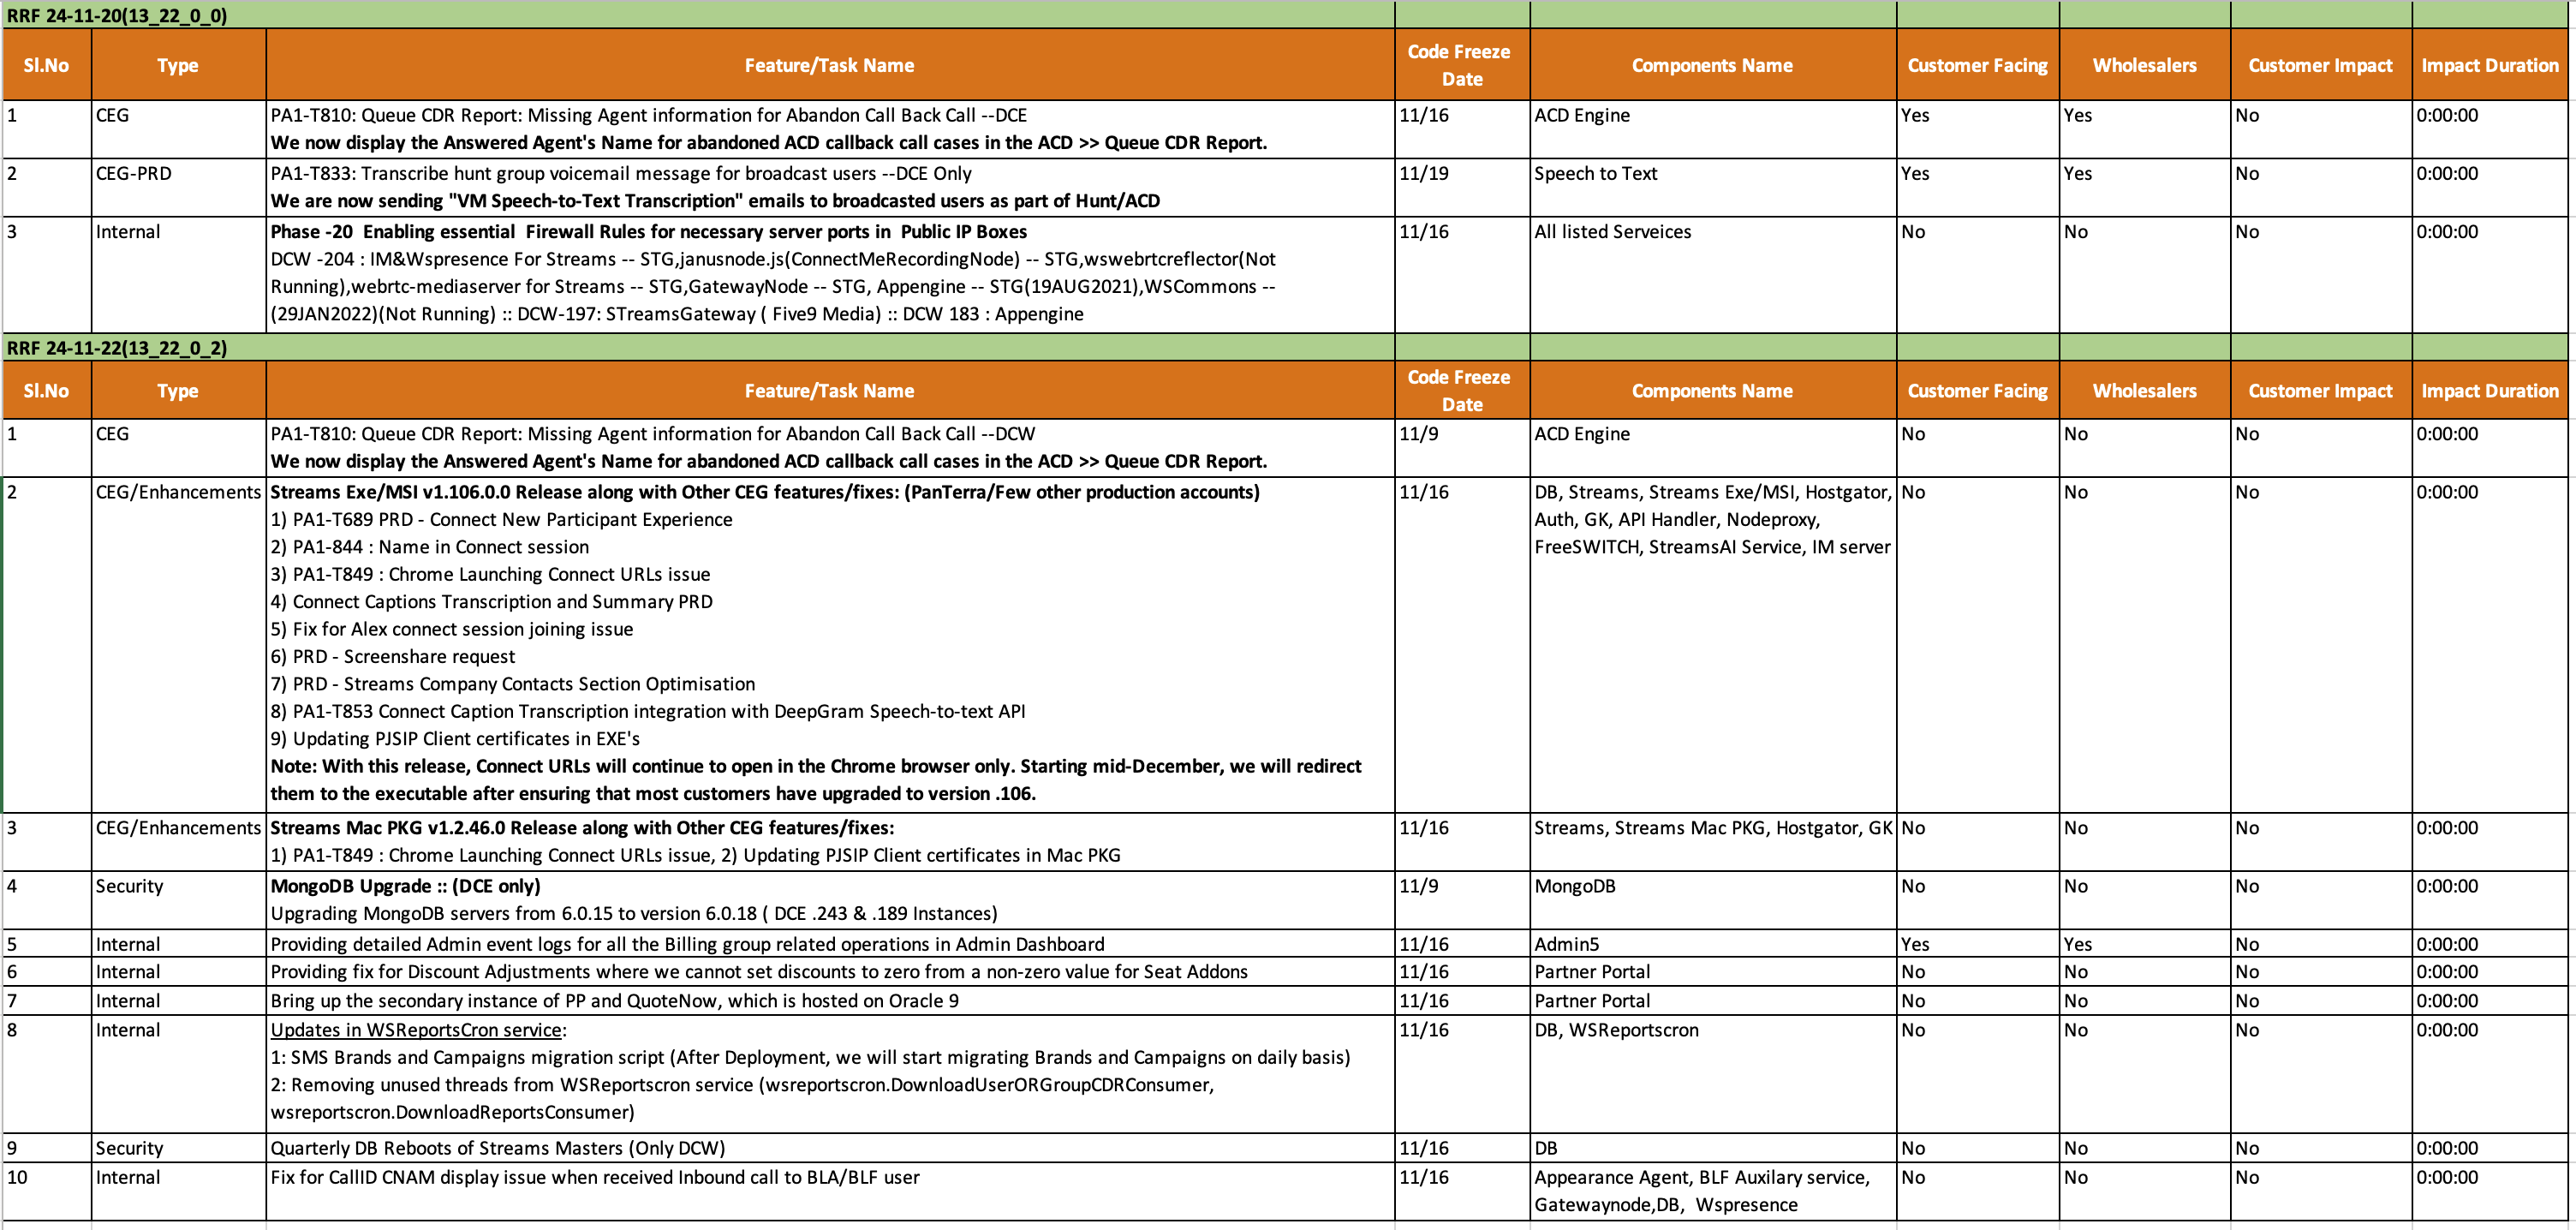 RRF 24-11-20(13_22_0_0)
Sl.No Type Feature/Task Name Code Freeze Date Components Name Customer Facing Wholesalers Customer Impact Impact Duration
1 CEG PA1-T810: Queue CDR Report: Missing Agent information for Abandon Call Back Call --DCE 11/16 ACD Engine Yes Yes No 0:00:00
We now display the Answered Agent's Name for abandoned ACD callback call cases in the ACD >> Queue CDR Report.
2 CEG-PRD PA1-T833: Transcribe hunt group voicemail message for broadcast users --DCE Only 11/19 Speech to Text Yes Yes No 0:00:00
We are now sending "VM Speech-to-Text Transcription" emails to broadcasted users as part of Hunt/ACD
3 Internal Phase -20 Enabling essential Firewall Rules for necessary server ports in Public IP Boxes 11/16 All listed Serveices No No No 0:00:00
DCW -204 : IM&Wspresence For Streams -- STG,janusnode.js(ConnectMeRecordingNode) -- STG,wswebrtcreflector(Not
Running),webrtc-mediaserver for Streams -- STG,GatewayNode -- STG, Appengine -- STG(19AUG2021),WSCommons --
(29JAN2022)(Not Running) :: DCW-197: STreamsGateway ( Five9 Media) :: DCW 183 : Appengine
RRF 24-11-22(13_22_0_2)
Sl.No Type Feature/Task Name Code Freeze Date Components Name Customer Facing Wholesalers Customer Impact Impact Duration
1 CEG PA1-T810: Queue CDR Report: Missing Agent information for Abandon Call Back Call --DCW 11/9 ACD Engine No No No 0:00:00
We now display the Answered Agent's Name for abandoned ACD callback call cases in the ACD >> Queue CDR Report.
2 CEG/Enhancements Streams Exe/MSI v1.106.0.0 Release along with Other CEG features/fixes: (PanTerra/Few other production accounts) 11/16 DB, Streams, Streams Exe/MSI, Hostgator, No No No 0:00:00
1) PA1-T689 PRD - Connect New Participant Experience Auth, GK, API Handler, Nodeproxy,
2) PA1-844 : Name in Connect session FreeSWITCH, StreamsAI Service, IM server
3) PA1-T849 : Chrome Launching Connect URLs issue
4) Connect Captions Transcription and Summary PRD
5) Fix for Alex connect session joining issue
6) PRD - Screenshare request
7) PRD - Streams Company Contacts Section Optimisation
8) PA1-T853 Connect Caption Transcription integration with DeepGram Speech-to-text API
9) Updating PJSIP Client certificates in EXE's
Note: With this release, Connect URLs will continue to open in the Chrome browser only. Starting mid-December, we will redirect
them to the executable after ensuring that most customers have upgraded to version .106.
3 CEG/Enhancements Streams Mac PKG v1.2.46.0 Release along with Other CEG features/fixes: 11/16 Streams, Streams Mac PKG, Hostgator, GK No No No 0:00:00
1) PA1-T849 : Chrome Launching Connect URLs issue, 2) Updating PJSIP Client certificates in Mac PKG
4 Security MongoDB Upgrade :: (DCE only) 11/9 MongoDB No No No 0:00:00
Upgrading MongoDB servers from 6.0.15 to version 6.0.18 ( DCE .243 & .189 Instances)
5 Internal Providing detailed Admin event logs for all the Billing group related operations in Admin Dashboard 11/16 Admin5 Yes Yes No 0:00:00
6 Internal Providing fix for Discount Adjustments where we cannot set discounts to zero from a non-zero value for Seat Addons 11/16 Partner Portal No No No 0:00:00
7 Internal Bring up the secondary instance of PP and QuoteNow, which is hosted on Oracle 9 11/16 Partner Portal No No No 0:00:00
8 Internal Updates in WSReportsCron service: 11/16 DB, WSReportscron No No No 0:00:00
1: SMS Brands and Campaigns migration script (After Deployment, we will start migrating Brands and Campaigns on daily basis)
2: Removing unused threads from WSReportscron service (wsreportscron.DownloadUserORGroupCDRConsumer,
wsreportscron.DownloadReportsConsumer)
9 Security Quarterly DB Reboots of Streams Masters (Only DCW) 11/16 DB No No No 0:00:00
10 Internal Fix for CallID CNAM display issue when received Inbound call to BLA/BLF user 11/16 Appearance Agent, BLF Auxilary service, No No No 0:00:00
Gatewaynode,DB, Wspresence